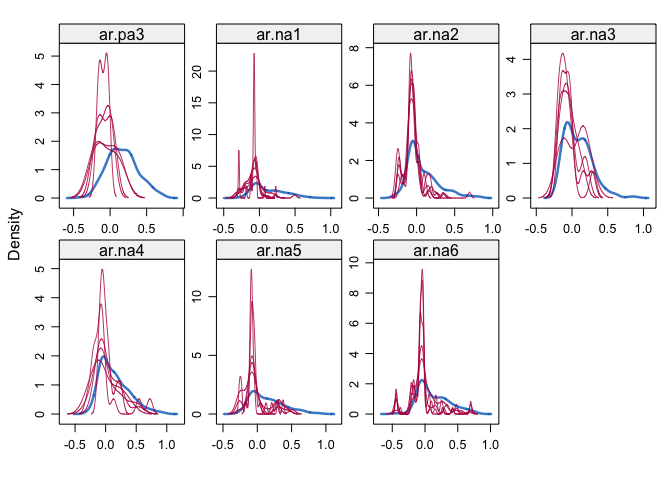 ar.pa3
ar.na1
ar.na2
ar.na3
0 1 2 3 4 5
0 5 10 15 20
0 2 4 6 8
0 1 2 3 4
-0.5 0.0 0.5
-0.5 0.0 0.5 1.0
-0.5 0.0 0.5 1.0
-0.5 0.0 0.5 1.0
Density
ar.na4
ar.na5
ar.na6
0 1 2 3 4 5
0 5 10
0 2 4 6 8 10
-0.5 0.0 0.5 1.0
-0.5 0.0 0.5 1.0
-0.5 0.0 0.5 1.0